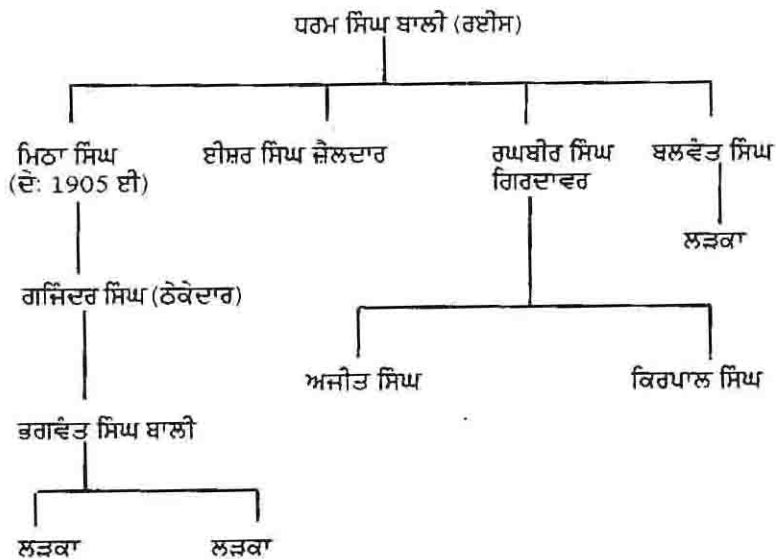 ਧਰਮ ਸਿੰਘ ਬਾਲੀ (ਰਈਸ)
ਮਿਠਾ ਸਿੰਘ
(ਦੇ: 1905 ਈ)
ਈਸ਼ਰ ਸਿੰਘ ਜ਼ੈਲਦਾਰ
ਰਘਬੀਰ ਸਿੰਘ
ਗਿਰਦਾਵਰ
ਬਲਵੰਤ ਸਿੰਘ
ਲੜਕਾ
ਗਜਿੰਦਰ ਸਿੰਘ (ਠੇਕੇਦਾਰ)
ਅਜੀਤ ਸਿੰਘ
ਕਿਰਪਾਲ ਸਿੰਘ
ਭਗਵੰਤ ਸਿੰਘ ਬਾਲੀ
ਲੜਕਾ
ਲੜਕਾ